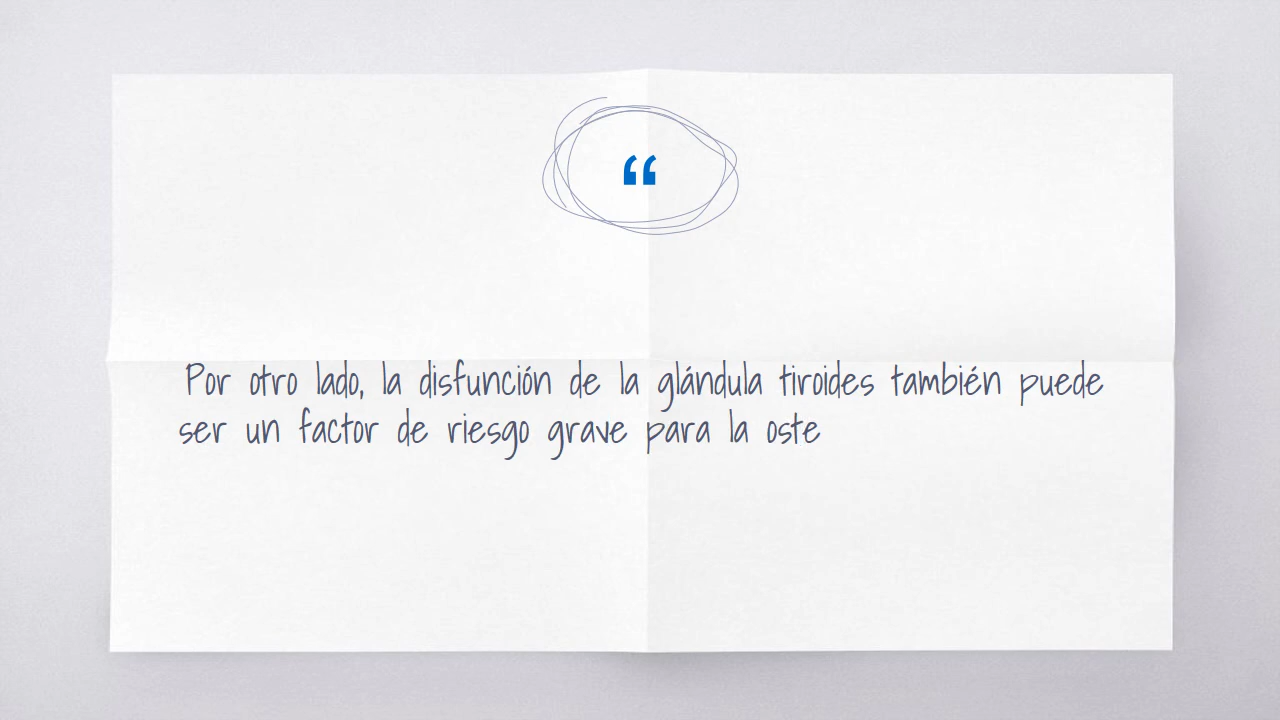 “
Por otro lado, la disfunción de la glándula tiroides también puede
ser un factor de riesgo grave para la oste